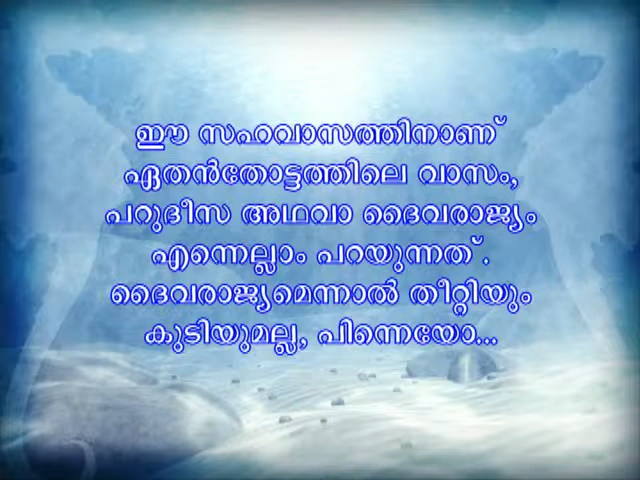 ഈ സഹവാസത്തിനാണ്
ഏതൻതോട്ടത്തിലെ വാസം,
പറുദീസ അഥവാ ദൈവരാജ്യം
എന്നെല്ലാം പറയുന്നത്.
ദൈവരാജ്യമെന്നാൽ തീറ്റിയും
കുടിയുമല്ല, പിന്നെയോ...